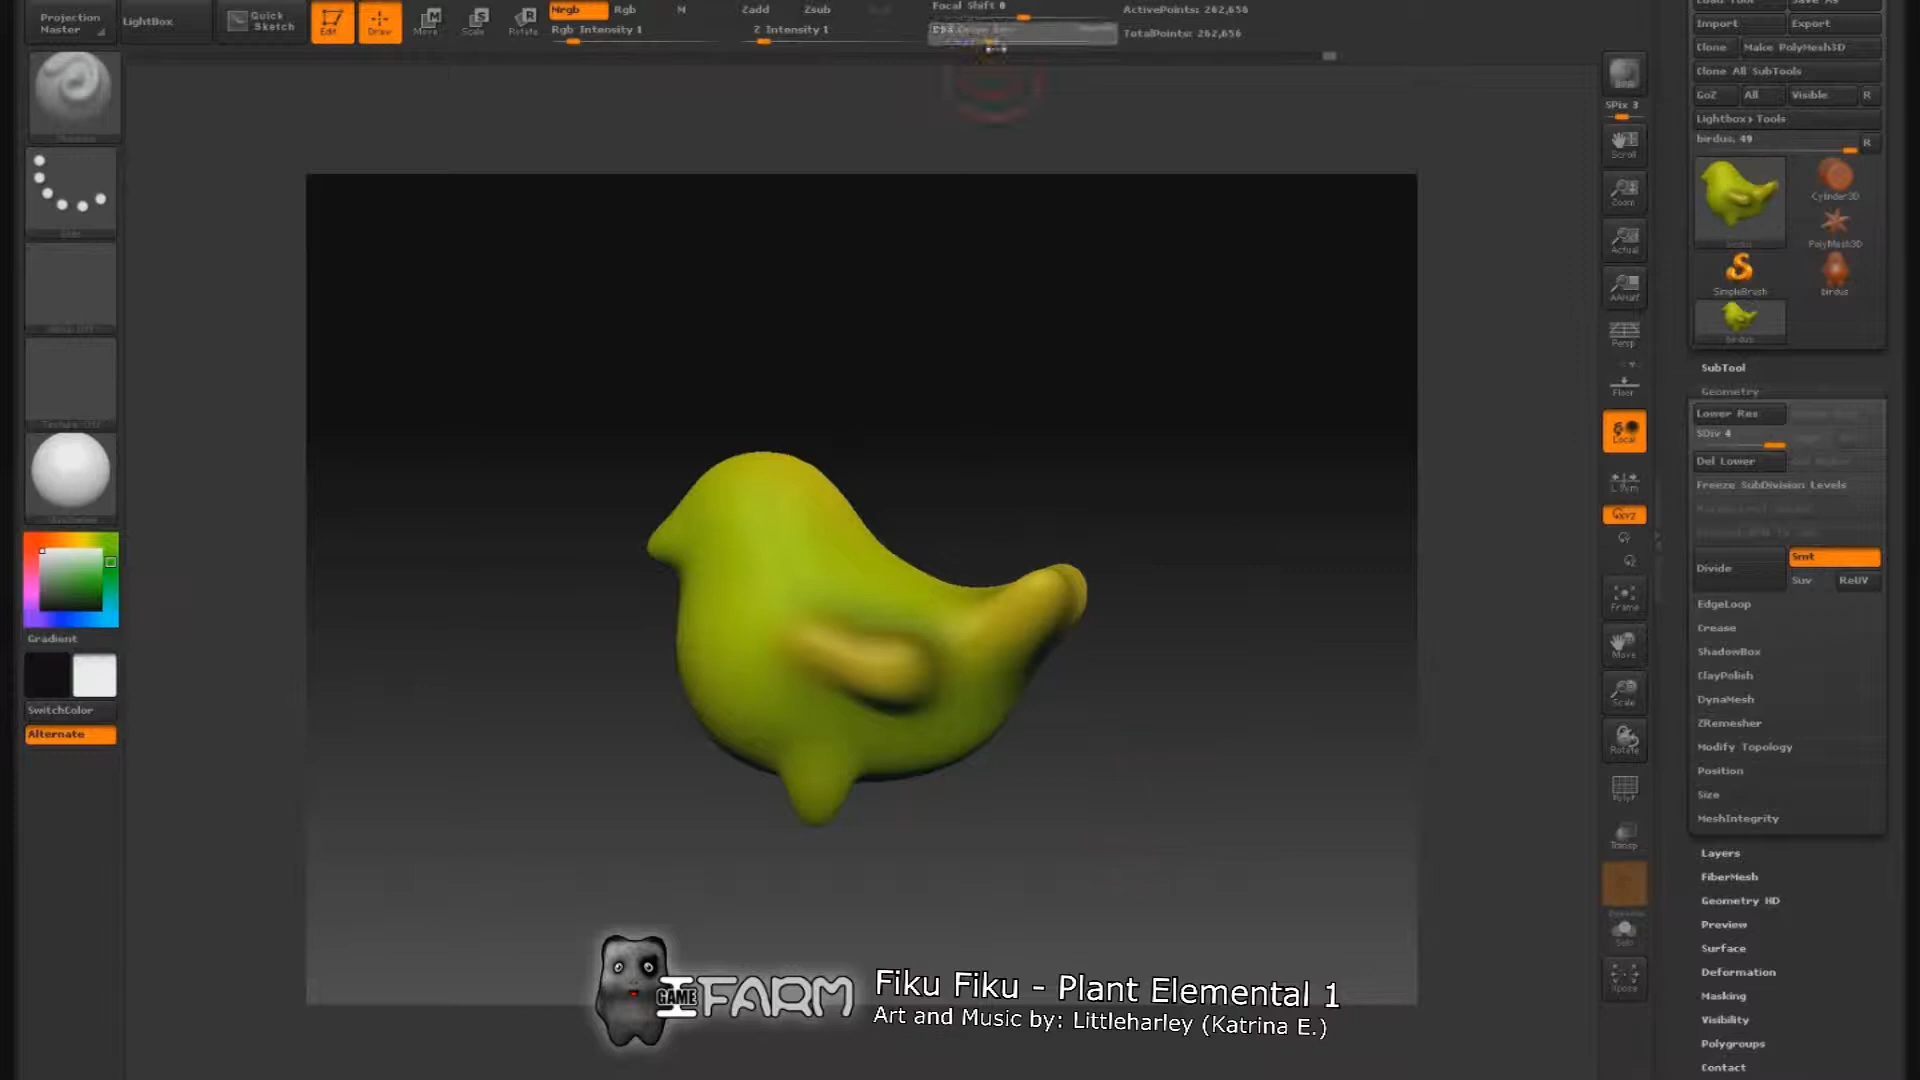 Projection
Master
LightBox
Quick
Sketch
Edit
Draw
Move
Scale
Rotate
Mrgb
Rgb
M
Rgb Intensity 1
Zadd
Zsub
Z Intensity 1
Focal Shift 0
ActivePoints: 262,656
TotalPoints: 262,656
Gradient
SwitchColor
Alternate
SPix 3
Scroll
Zoom
Actual
AAHalf
Persp
Floor
Local
L.Sym
Frame
Move
Scale
Rotate
PolyF
Transp
Solo
Xpose
Import
Export
Clone
Make PolyMesh3D
Clone All SubTools
GoZ
All
Visible
R
Lightbox▸Tools
birdus. 49
R
Cylinder3D
PolyMesh3D
SimpleBrush
birdus
birdus
SubTool
Geometry
Lower Res
SDiv 4
Del Lower
Freeze SubDivision Levels
Divide
Smt
Suv
ReUV
EdgeLoop
Crease
ShadowBox
ClayPolish
DynaMesh
ZRemesher
Modify Topology
Position
Size
MeshIntegrity
Layers
FiberMesh
Geometry HD
Preview
Surface
Deformation
Masking
Visibility
Polygroups
Contact
GAME FARM
Fiku Fiku - Plant Elemental 1
Art and Music by: Littleharley (Katrina E.)